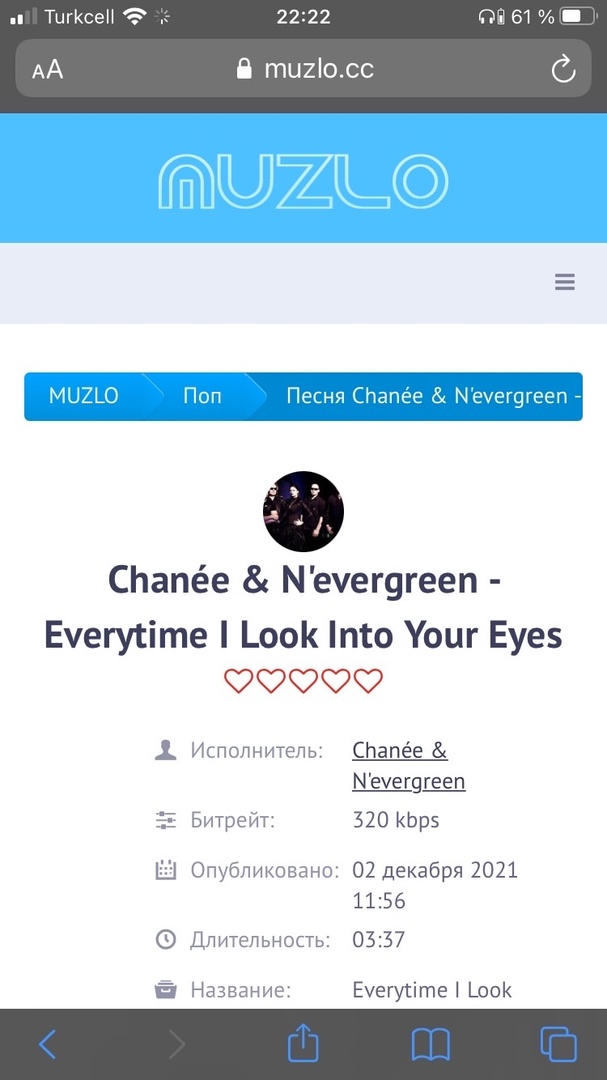 Turkcell 22:22 61 %
AA muzlo.cc
MUZLO
MUZLO Поп Песня Chanée & N'evergreen -
Chanée & N'evergreen -
Everytime I Look Into Your Eyes
Исполнитель: Chanée &
N'evergreen
Битрейт: 320 kbps
Опубликовано: 02 декабря 2021
11:56
Длительность: 03:37
Название: Everytime I Look